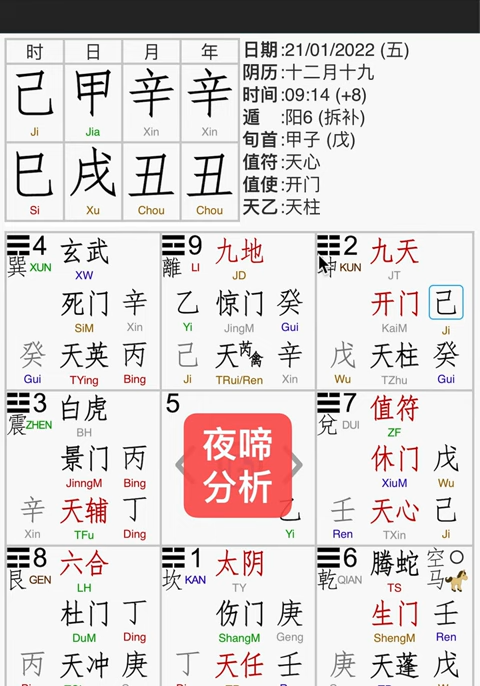 时 日 月 年
己 甲 辛 辛
Ji Jia Xin Xin
巳 戌 丑 丑
Si Xu Chou Chou
日期:21/01/2022 (五)
阴历:十二月十九
时间:09:14 (+8)
遁 :阳6 (拆补)
旬首:甲子 (戊)
值符:天心
值使:开门
天乙:天柱
4 玄武
巽 XUN XW
死门 辛
SiM Xin
癸 天英 丙
Gui TYing Bing
9 九地
離 LI JD
乙 惊门 癸
Yi JingM Gui
己 天芮禽 辛
Ji TRui/Ren Xin
2 九天
坤 KUN JT
开门 己
KaiM Ji
戊 天柱 癸
Wu TZhu Gui
3 白虎
震 ZHEN BH
景门 丙
JinngM Bing
辛 天辅 丁
Xin TFu Ding
5
夜啼
分析
乙
Yi
7 值符
兌 DUI ZF
休门 戊
XiuM Wu
壬 天心 己
Ren TXin Ji
8 六合
艮 GEN LH
杜门 丁
DuM Ding
丙 天冲 庚
1 太阴
坎 KAN TY
伤门 庚
ShangM Geng
丁 天任 壬
6 腾蛇 空
乾 QIAN TS 马
生门 壬
ShengM Ren
庚 天蓬 戊